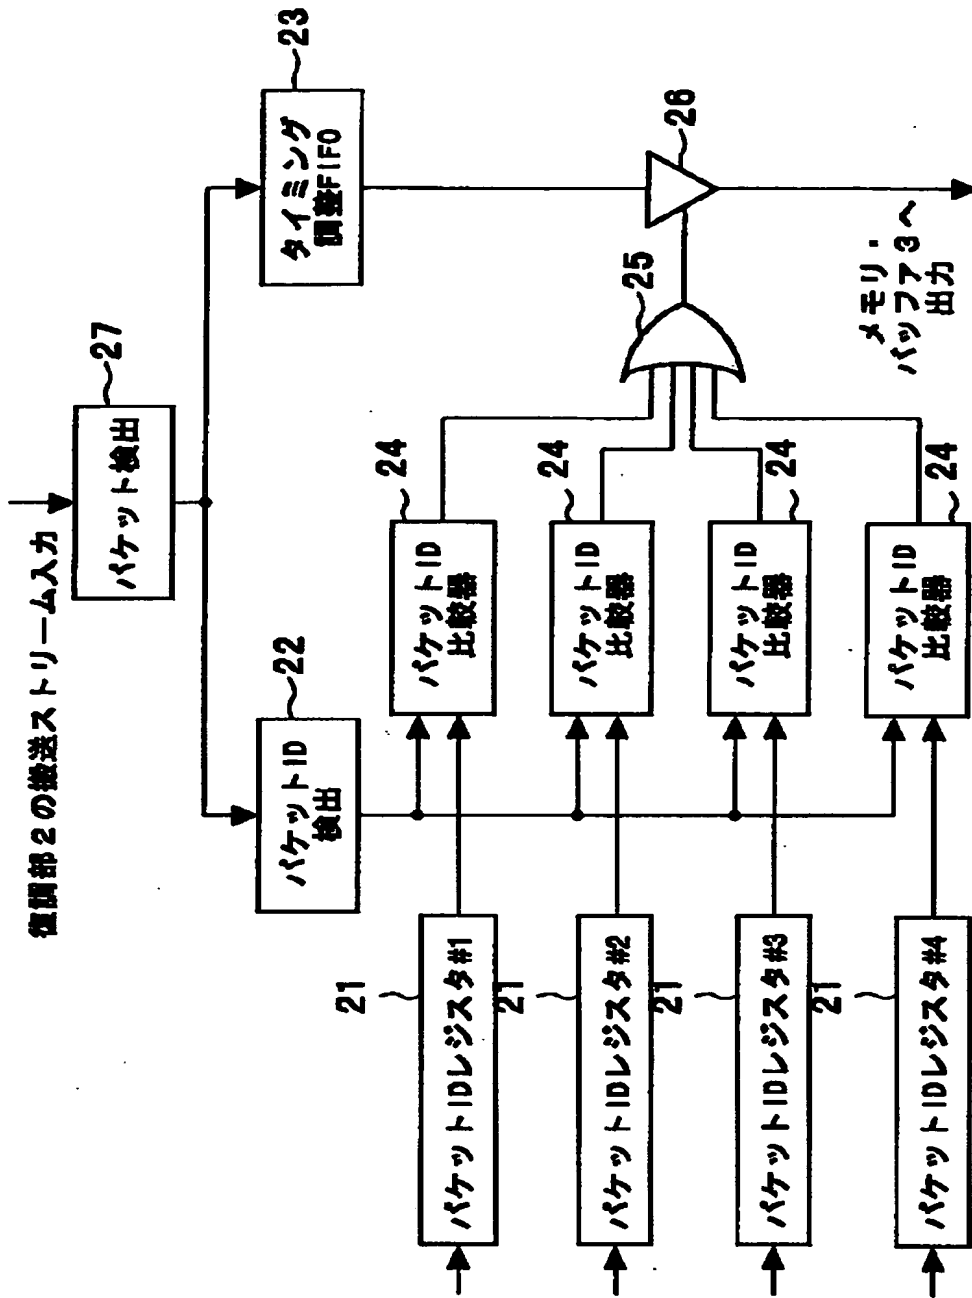 復調部2の搬送ストリーム入力
パケット検出
27
パケットID
検出
22
タイミング
調整FIFO
23
パケットIDレジスタ#1
21
パケットID
比較器
24
パケットIDレジスタ#2
21
パケットID
比較器
24
パケットIDレジスタ#3
21
パケットID
比較器
24
パケットIDレジスタ#4
21
パケットID
比較器
24
25
26
メモリ・
バッファ3へ
出力